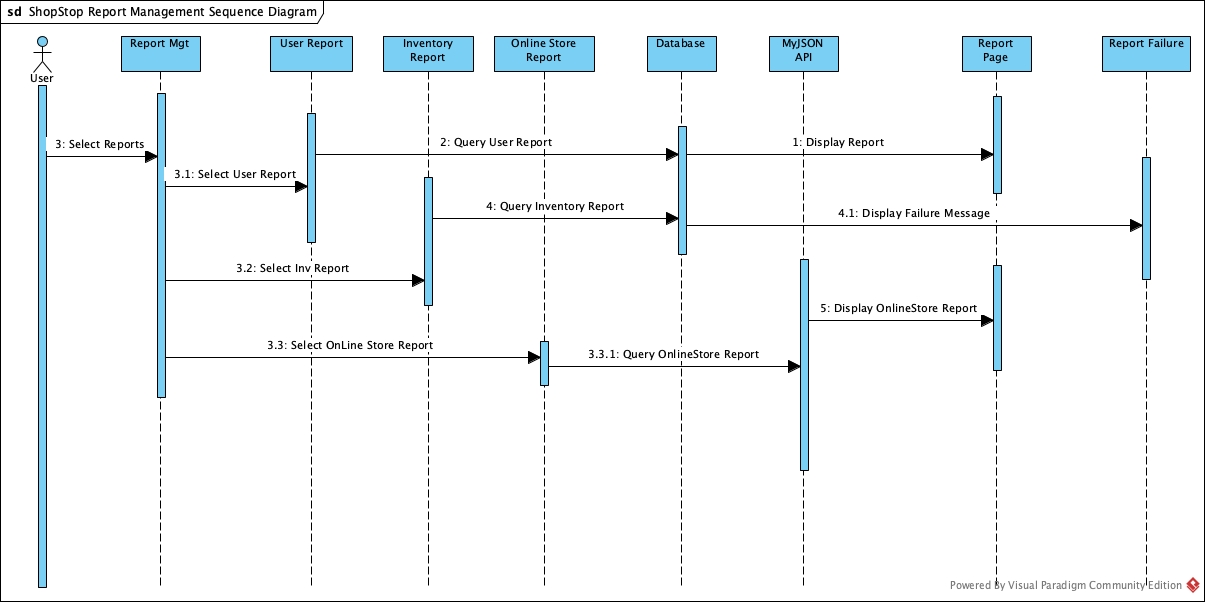 sd ShopStop Report Management Sequence Diagram
User
Report Mgt
User Report
Inventory
Report
Online Store
Report
Database
MyJSON
API
Report
Page
Report Failure
3: Select Reports
2: Query User Report
1: Display Report
3.1: Select User Report
4: Query Inventory Report
4.1: Display Failure Message
3.2: Select Inv Report
5: Display OnlineStore Report
3.3: Select OnLine Store Report
3.3.1: Query OnlineStore Report
Powered By Visual Paradigm Community Edition